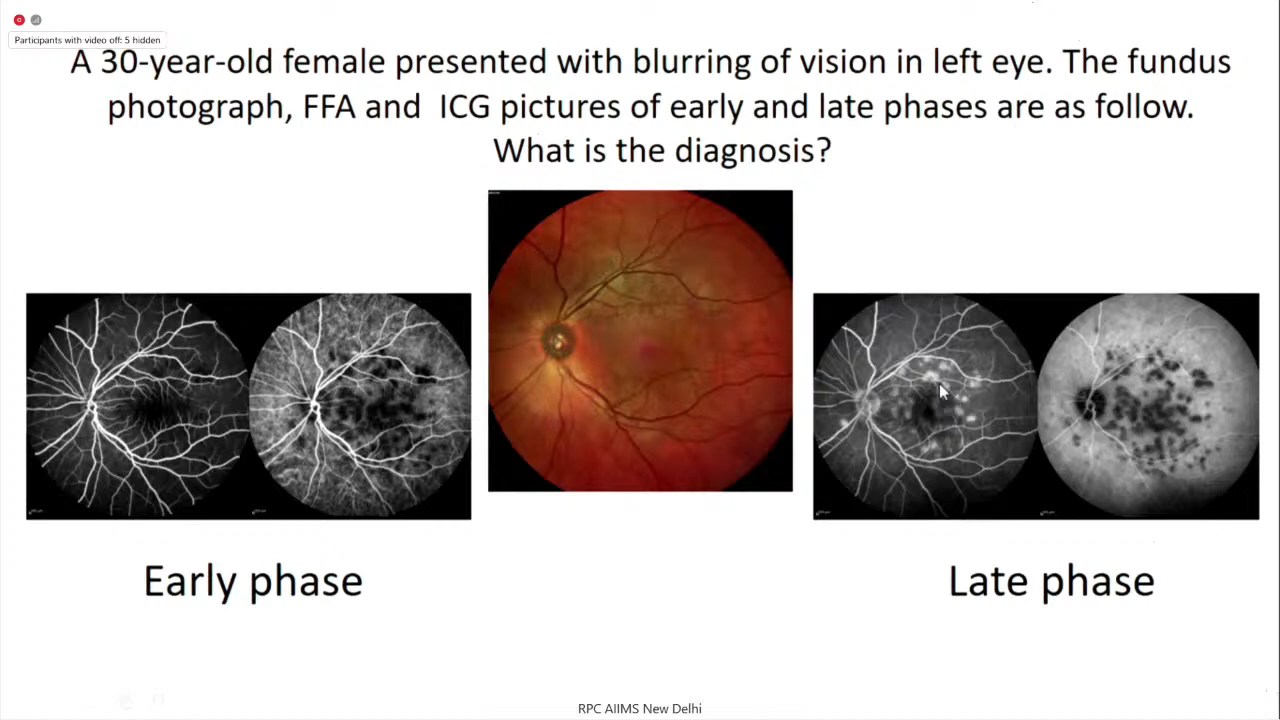 Participants with video off: 5 hidden
A 30-year-old female presented with blurring of vision in left eye. The fundus
photograph, FFA and  ICG pictures of early and late phases are as follow.
What is the diagnosis?
Early phase
Late phase
RPC AIIMS New Delhi